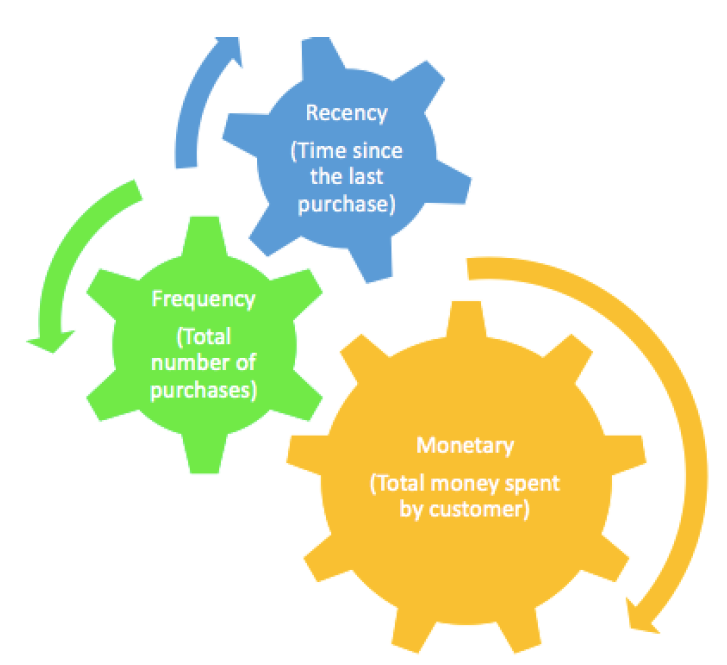 Recency
(Time since
the last
purchase)
Frequency
(Total
number of
purchases)
Monetary
(Total money spent
by customer)